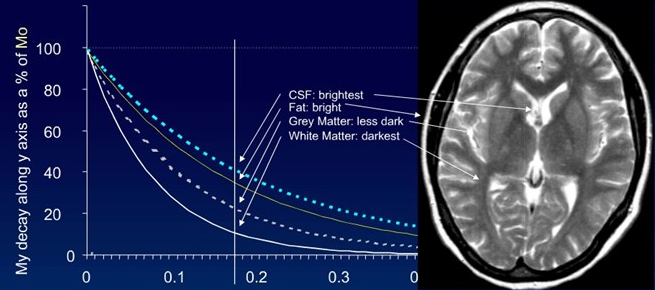 My decay along y axis as a % of Mo
100
80
60
40
20
0
0
0.1
0.2
0.3
0
CSF: brightest
Fat: bright
Grey Matter: less dark
White Matter: darkest